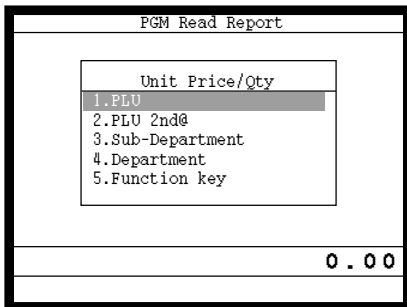 PGM Read Report
Unit Price/Qty
1.PLU
2.PLU 2nd@
3.Sub-Department
4.Department
5.Function key
0.00